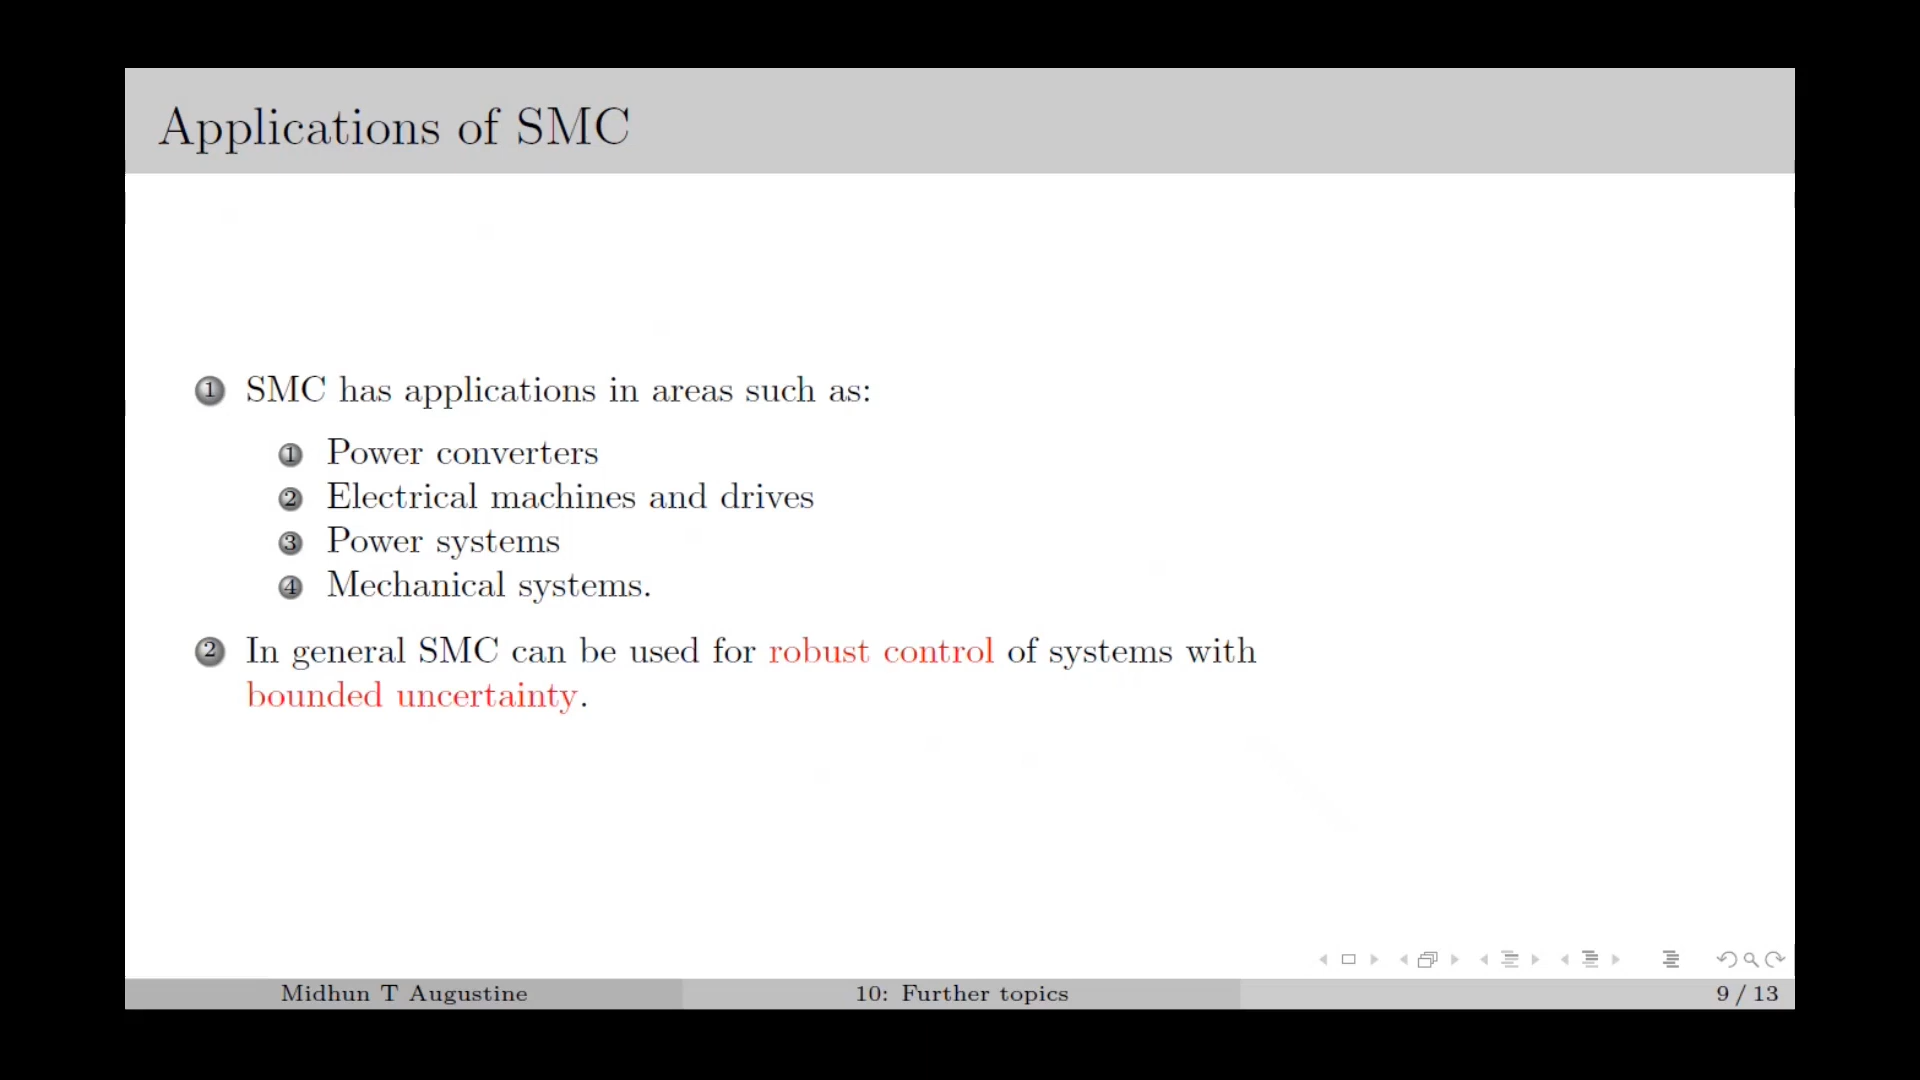 Applications of SMC
1 SMC has applications in areas such as:
1 Power converters
2 Electrical machines and drives
3 Power systems
4 Mechanical systems.
2 In general SMC can be used for robust control of systems with
bounded uncertainty.
Midhun T Augustine 10: Further topics 9 / 13